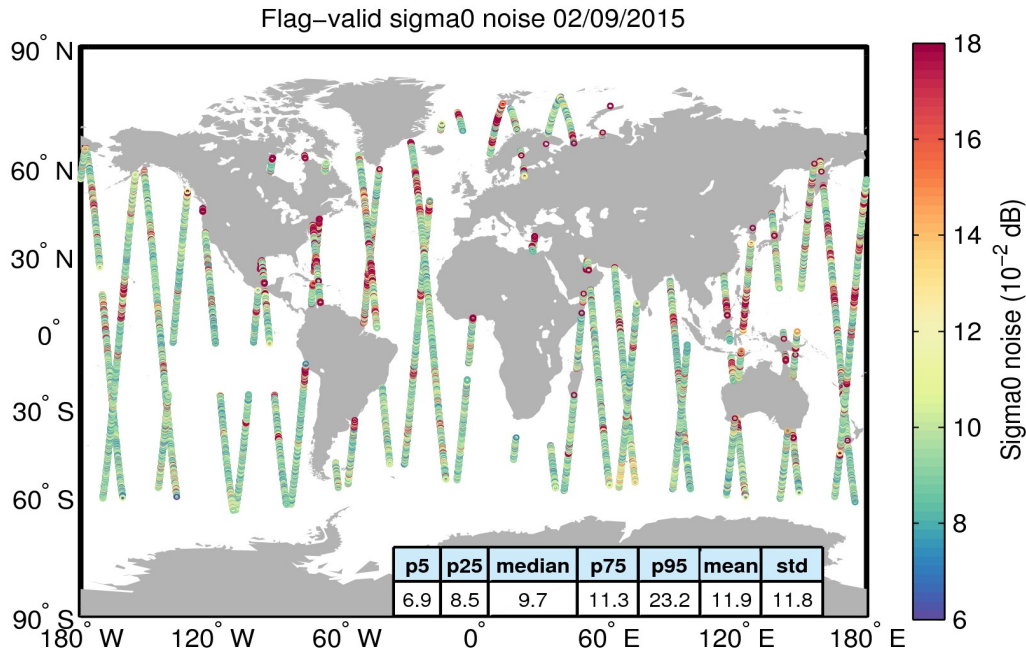 Flag−valid sigma0 noise 02/09/2015
90° N
60° N
30° N
0°
30° S
60° S
90° S
180° W 120° W 60° W 0° 60° E 120° E 180° E
p5 p25 median p75 p95 mean std
6.9 8.5 9.7 11.3 23.2 11.9 11.8
18
16
14
12
10
8
6
Sigma0 noise (10⁻² dB)